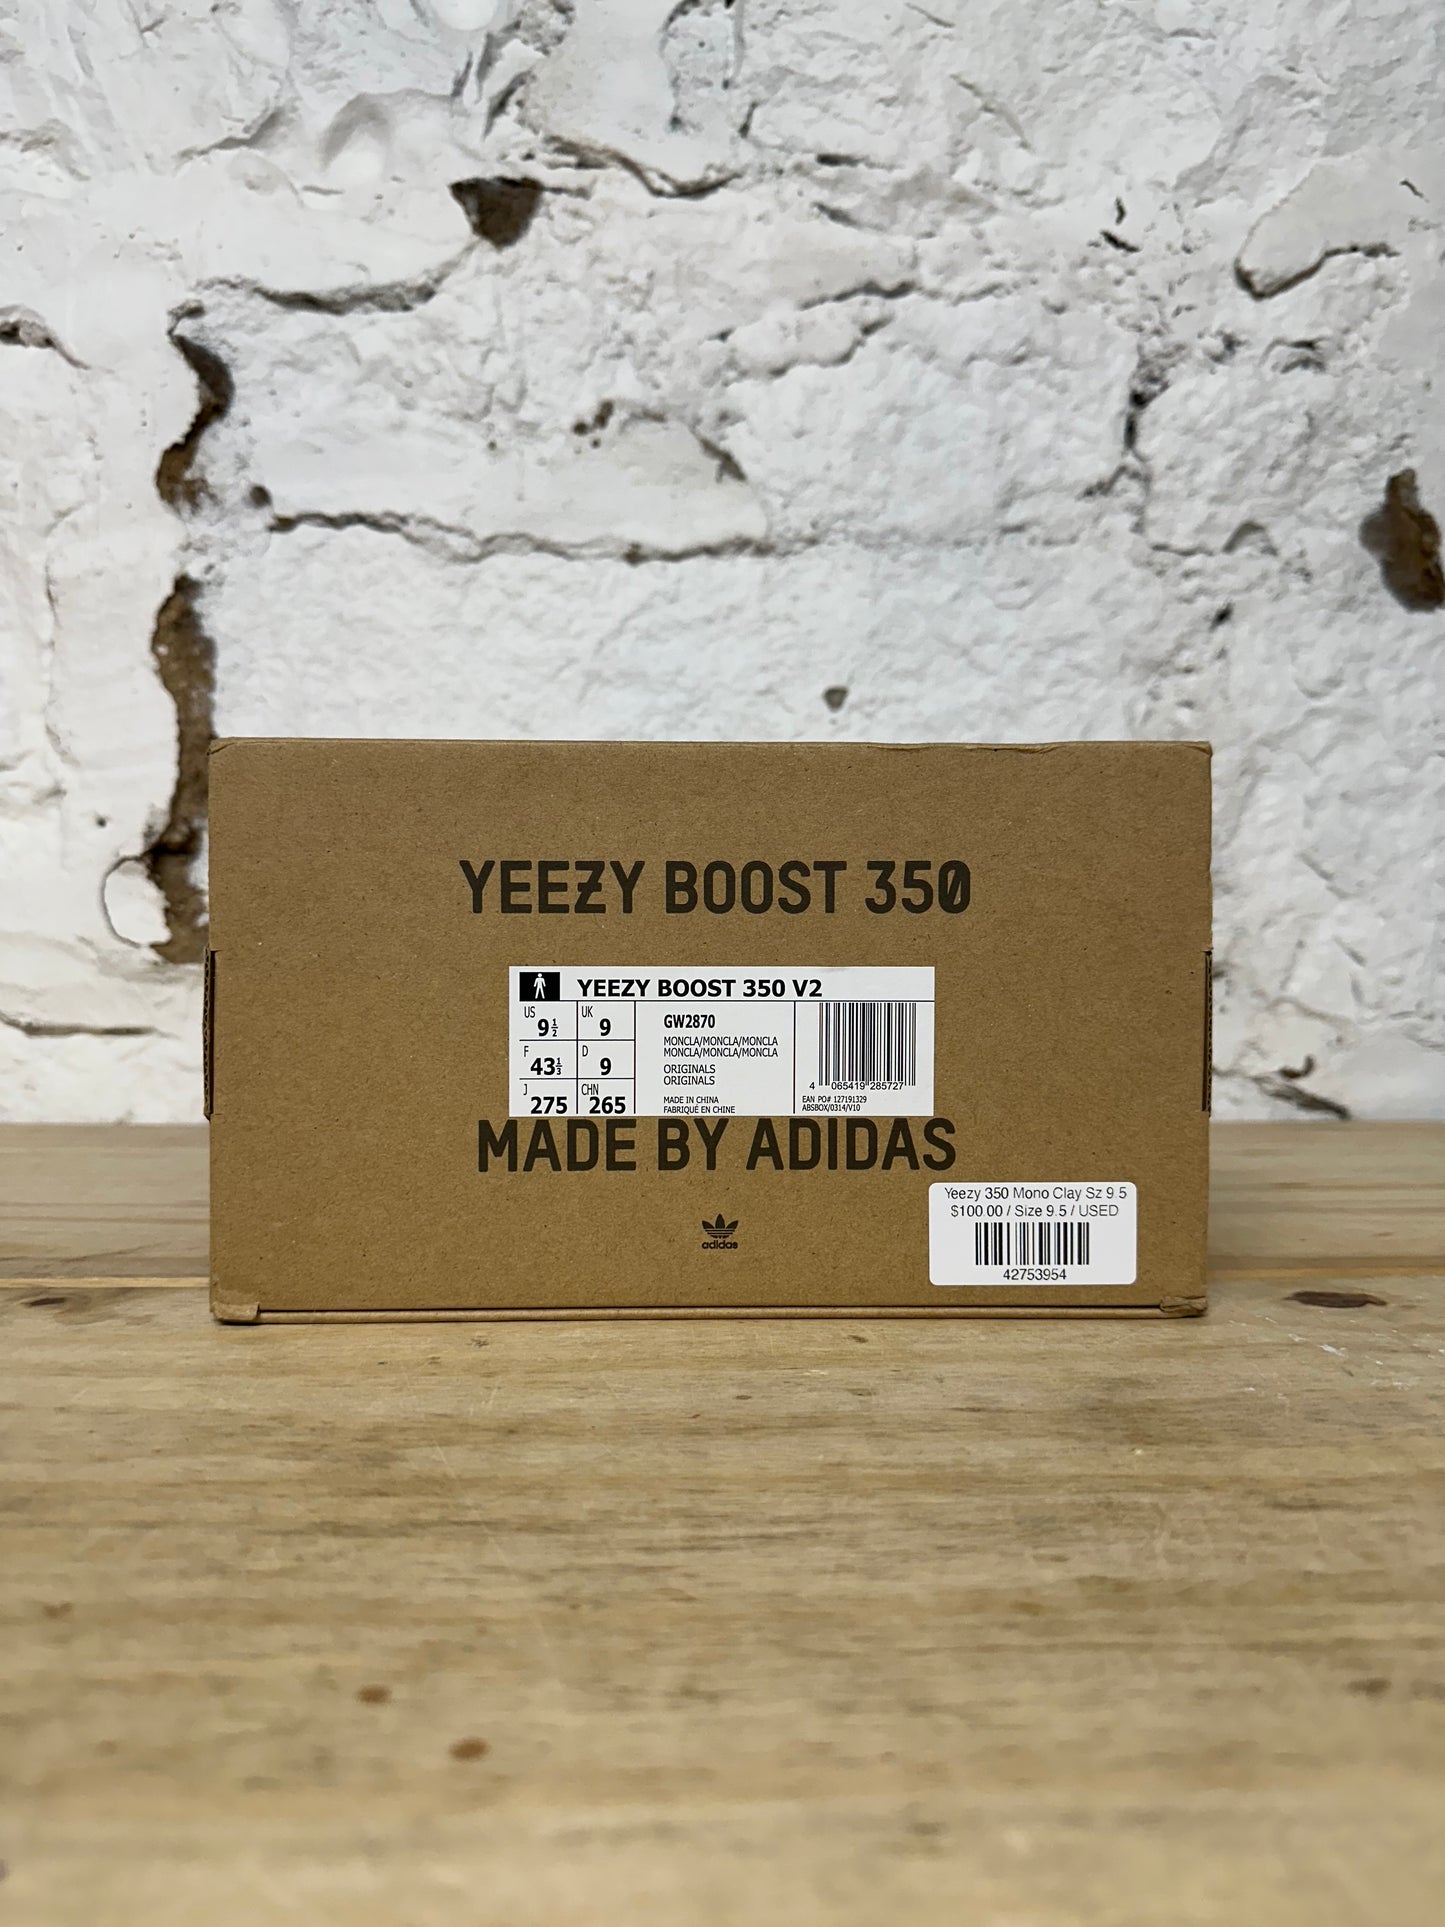 YEEZY BOOST 350
YEEZY BOOST 350 V2
US 9½ UK 9
F 43⅓ D 9
J 275 CHN 265
GW2870
MONCLA/MONCLA/MONCLA
MONCLA/MONCLA/MONCLA
ORIGINALS
ORIGINALS
MADE IN CHINA
FABRIQUÉ EN CHINE
4 065419 285727
EAN PO# 127191329
ABSBOX/0314/V10
MADE BY ADIDAS
adidas
Yeezy 350 Mono Clay Sz 9.5
$100.00 / Size 9.5 / USED
42753954